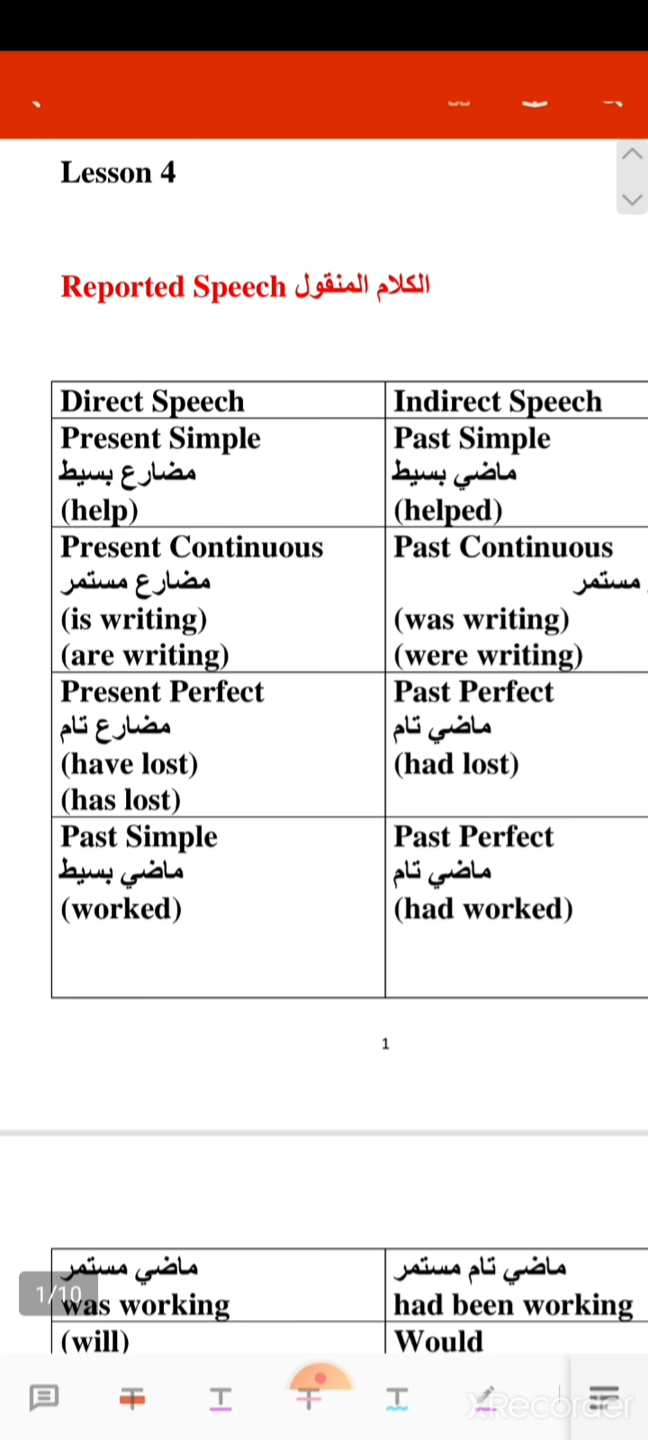 Lesson 4
Reported Speech الكلام المنقول
Direct Speech
Indirect Speech
Present Simple
مضارع بسيط
(help)
Past Simple
ماضي بسيط
(helped)
Present Continuous
مضارع مستمر
(is writing)
(are writing)
Past Continuous
مستمر
(was writing)
(were writing)
Present Perfect
مضارع تام
(have lost)
(has lost)
Past Perfect
ماضي تام
(had lost)
Past Simple
ماضي بسيط
(worked)
Past Perfect
ماضي تام
(had worked)
1
ماضي مستمر
was working
ماضي تام مستمر
had been working
1/10
(will)
Would
XRecorder